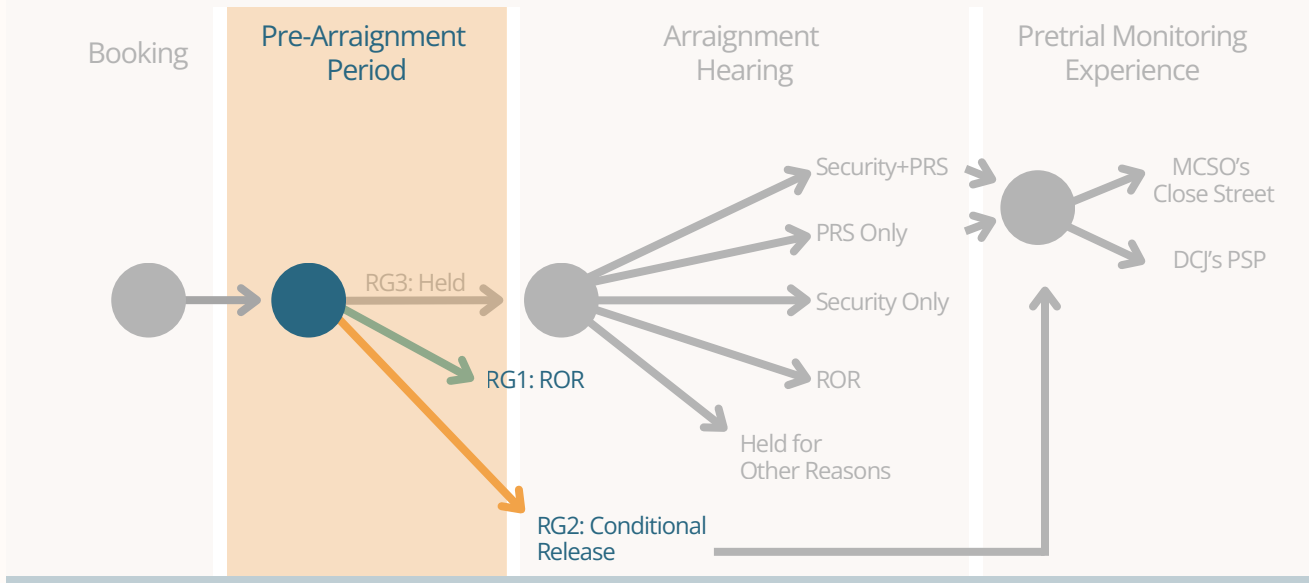 Booking
Pre-Arraignment
Period
Arraignment
Hearing
Pretrial Monitoring
Experience
Security+PRS
MCSO's
Close Street
PRS Only
DCJ's PSP
RG3: Held
Security Only
RG1: ROR
ROR
Held for
Other Reasons
RG2: Conditional
Release